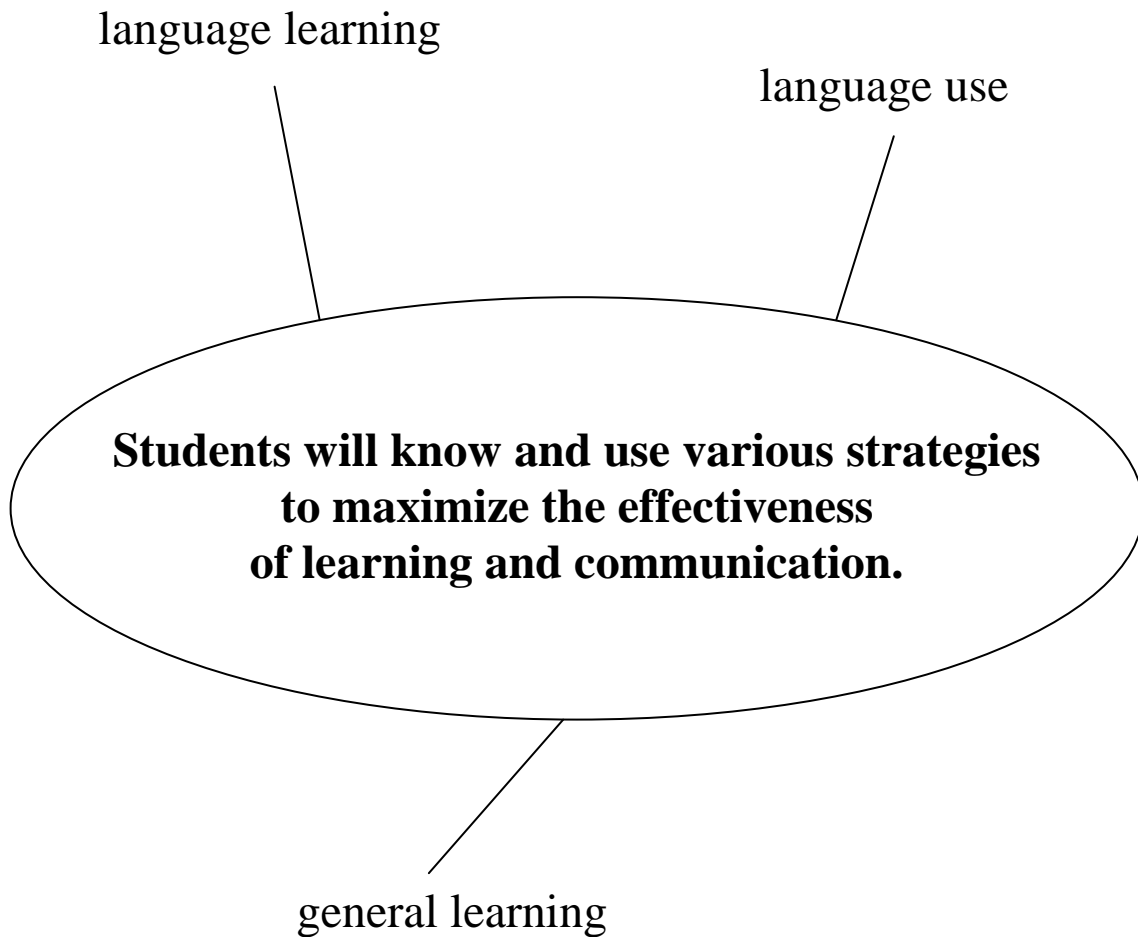 language learning
language use
Students will know and use various strategies
to maximize the effectiveness
of learning and communication.
general learning